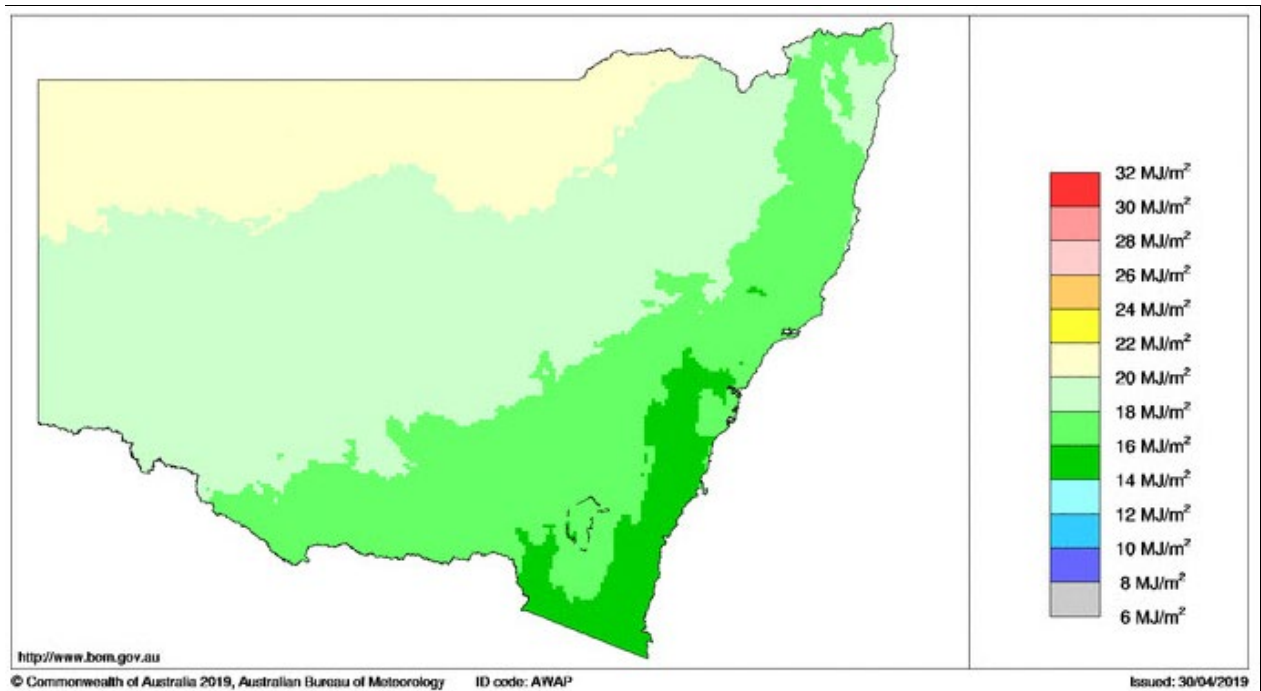 32 MJ/m²
30 MJ/m²
28 MJ/m²
26 MJ/m²
24 MJ/m²
22 MJ/m²
20 MJ/m²
18 MJ/m²
16 MJ/m²
14 MJ/m²
12 MJ/m²
10 MJ/m²
8 MJ/m²
6 MJ/m²
http://www.bom.gov.au
© Commonwealth of Australia 2019, Australian Bureau of Meteorology ID code: AWAP Issued: 30/04/2019